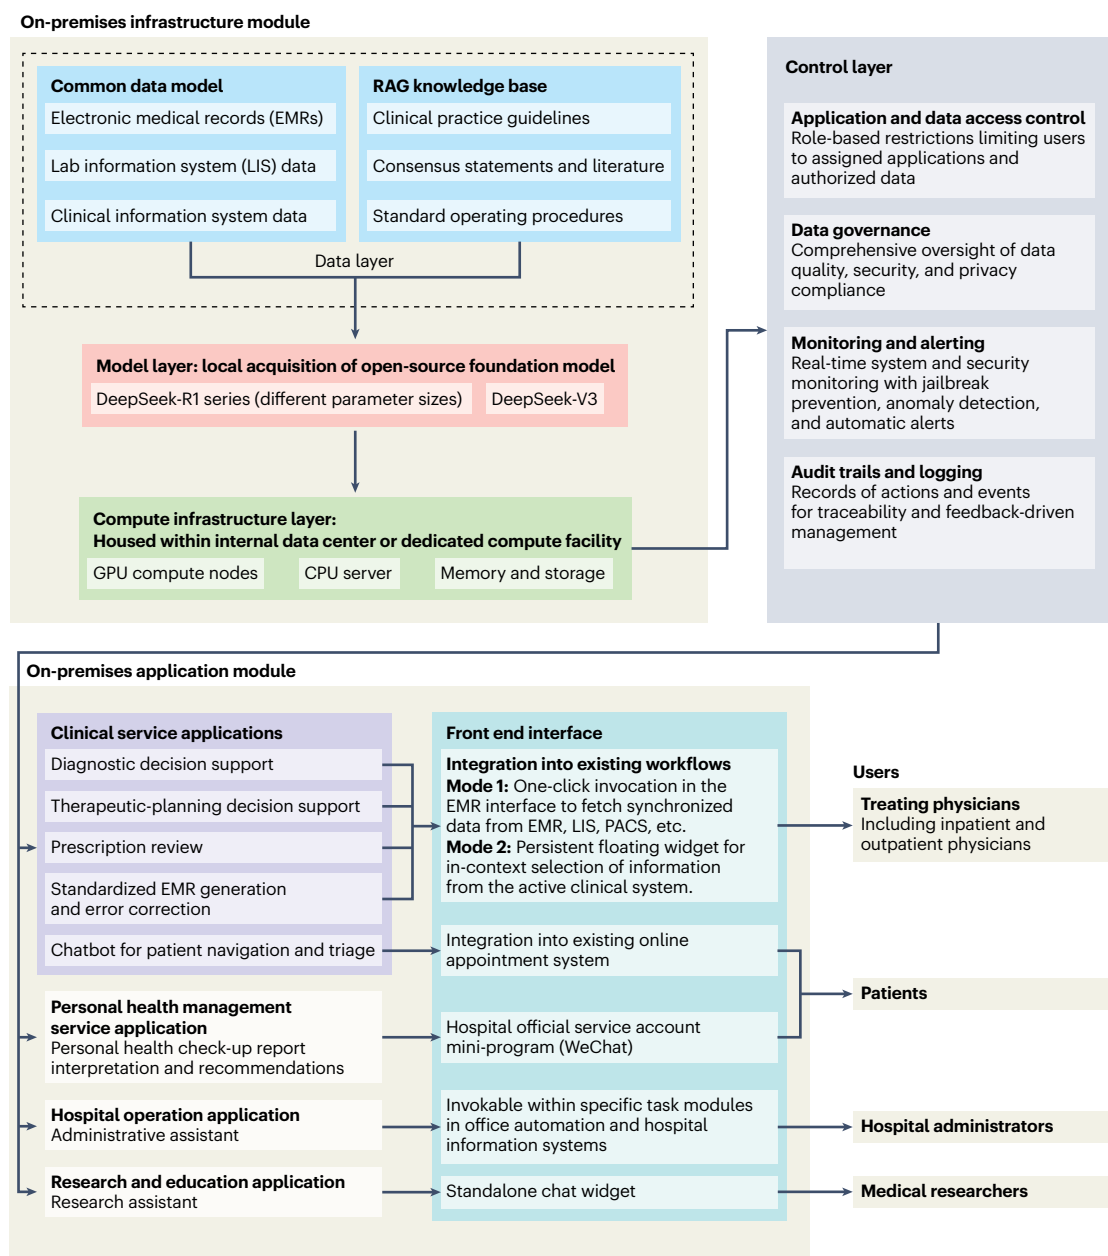 On-premises infrastructure module
Common data model
Electronic medical records (EMRs)
Lab information system (LIS) data
Clinical information system data
RAG knowledge base
Clinical practice guidelines
Consensus statements and literature
Standard operating procedures
Data layer
Model layer: local acquisition of open-source foundation model
DeepSeek-R1 series (different parameter sizes)
DeepSeek-V3
Compute infrastructure layer:
Housed within internal data center or dedicated compute facility
GPU compute nodes
CPU server
Memory and storage
Control layer
Application and data access control
Role-based restrictions limiting users
to assigned applications and
authorized data
Data governance
Comprehensive oversight of data
quality, security, and privacy
compliance
Monitoring and alerting
Real-time system and security
monitoring with jailbreak
prevention, anomaly detection,
and automatic alerts
Audit trails and logging
Records of actions and events
for traceability and feedback-driven
management
On-premises application module
Clinical service applications
Diagnostic decision support
Therapeutic-planning decision support
Prescription review
Standardized EMR generation
and error correction
Chatbot for patient navigation and triage
Personal health management
service application
Personal health check-up report
interpretation and recommendations
Hospital operation application
Administrative assistant
Research and education application
Research assistant
Front end interface
Integration into existing workflows
Mode 1: One-click invocation in the
EMR interface to fetch synchronized
data from EMR, LIS, PACS, etc.
Mode 2: Persistent floating widget for
in-context selection of information
from the active clinical system.
Integration into existing online
appointment system
Hospital official service account
mini-program (WeChat)
Invokable within specific task modules
in office automation and hospital
information systems
Standalone chat widget
Users
Treating physicians
Including inpatient and
outpatient physicians
Patients
Hospital administrators
Medical researchers